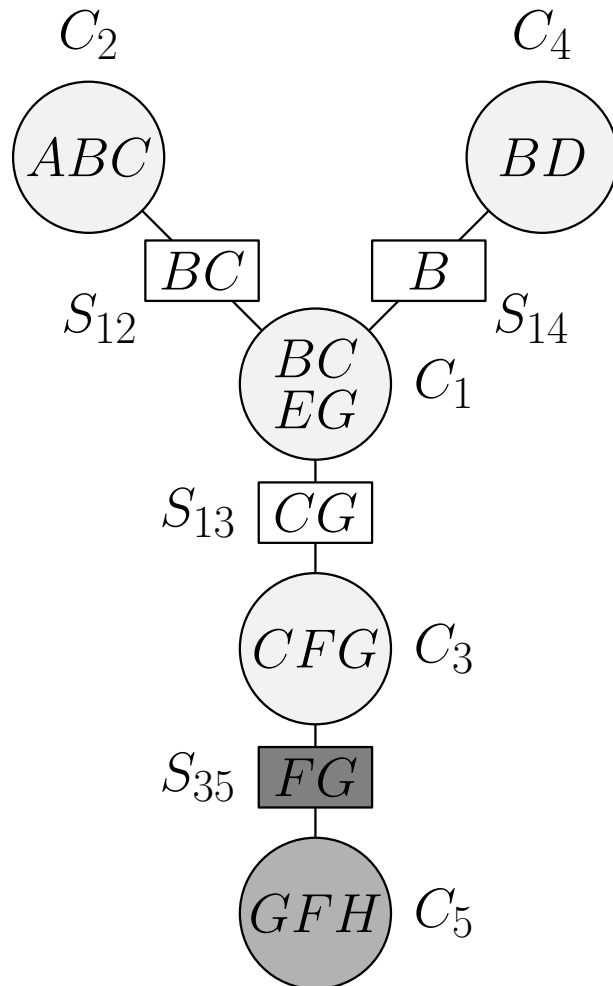 C₂
C₄
ABC
BD
BC
B
S₁₂
S₁₄
BC
EG
C₁
S₁₃
CG
CFG
C₃
S₃₅
FG
GFH
C₅